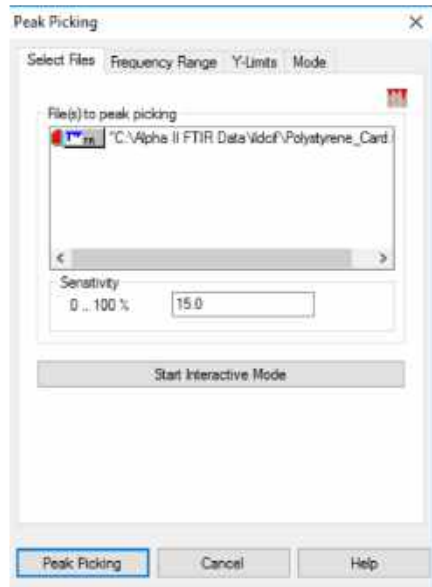 Peak Picking
Select Files Frequency Range Y-Limits Mode
File(s) to peak picking
"C:\Alpha II FTIR Data\ldcif\Polystyrene_Card.
Sensitivity
0 .. 100 % 15.0
Start Interactive Mode
Peak Picking Cancel Help